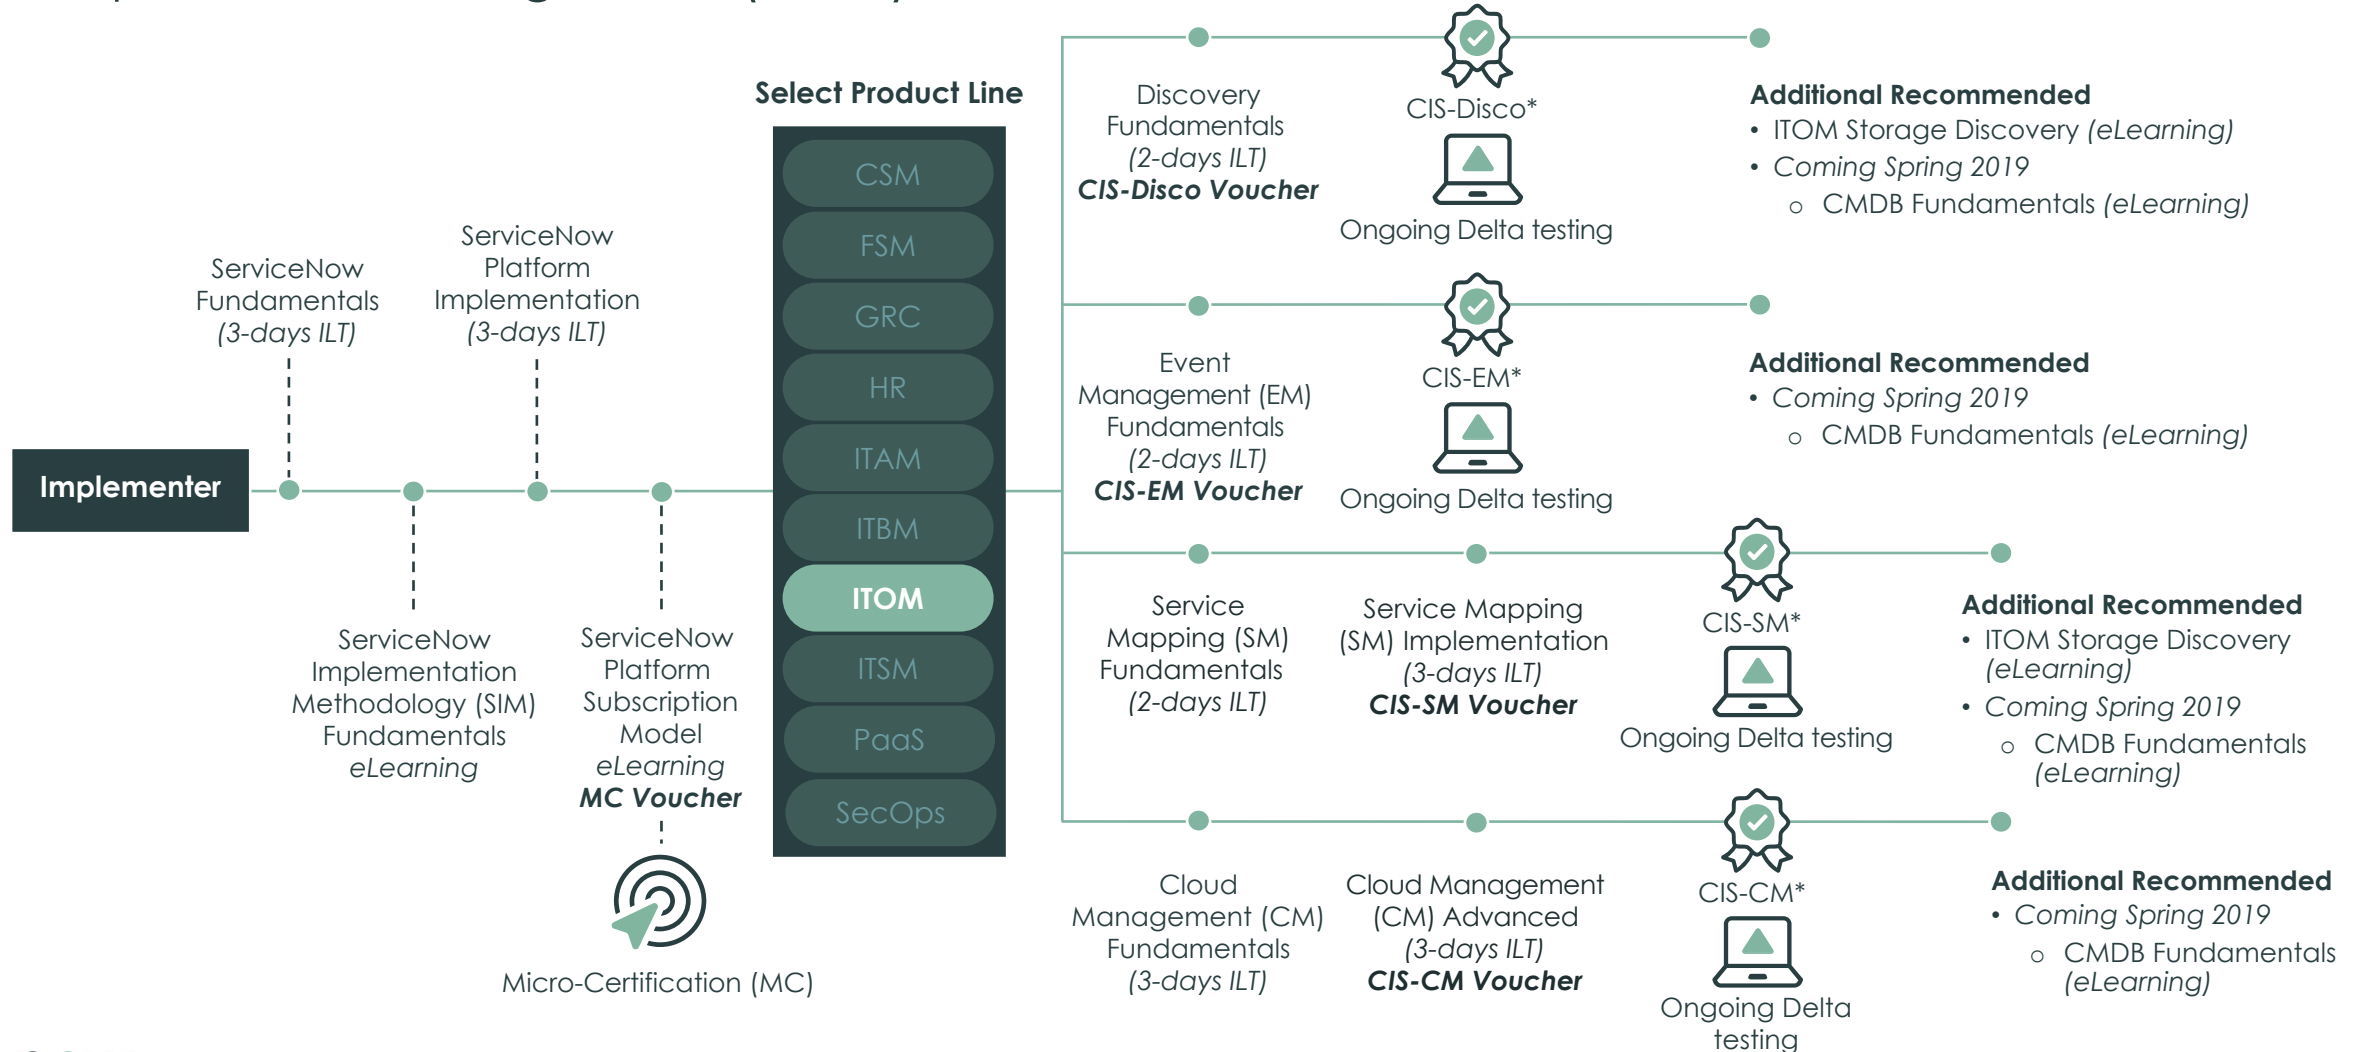 Select Product Line
CSM
FSM
GRC
HR
ITAM
ITBM
ITOM
ITSM
PaaS
SecOps
Implementer
ServiceNow
Fundamentals
(3-days ILT)
ServiceNow
Implementation
Methodology (SIM)
Fundamentals
eLearning
ServiceNow
Platform
Implementation
(3-days ILT)
ServiceNow
Platform
Subscription
Model
eLearning
MC Voucher
Micro-Certification (MC)
Discovery
Fundamentals
(2-days ILT)
CIS-Disco Voucher
CIS-Disco*
Ongoing Delta testing
Additional Recommended
• ITOM Storage Discovery (eLearning)
• Coming Spring 2019
o CMDB Fundamentals (eLearning)
Event
Management (EM)
Fundamentals
(2-days ILT)
CIS-EM Voucher
CIS-EM*
Ongoing Delta testing
Additional Recommended
• Coming Spring 2019
o CMDB Fundamentals (eLearning)
Service
Mapping (SM)
Fundamentals
(2-days ILT)
Service Mapping
(SM) Implementation
(3-days ILT)
CIS-SM Voucher
CIS-SM*
Ongoing Delta testing
Additional Recommended
• ITOM Storage Discovery
(eLearning)
• Coming Spring 2019
o CMDB Fundamentals
(eLearning)
Cloud
Management (CM)
Fundamentals
(3-days ILT)
Cloud Management
(CM) Advanced
(3-days ILT)
CIS-CM Voucher
CIS-CM*
Ongoing Delta
testing
Additional Recommended
• Coming Spring 2019
o CMDB Fundamentals
(eLearning)